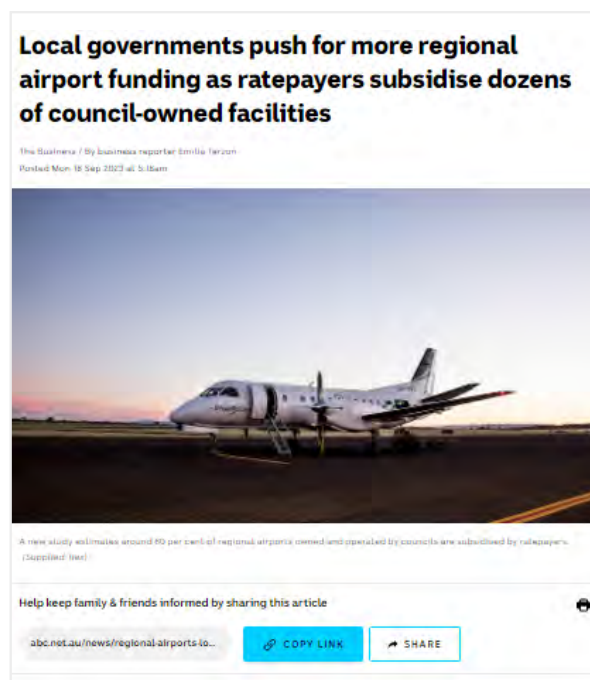 Local governments push for more regional
airport funding as ratepayers subsidise dozens
of council-owned facilities
The Business / By business reporter Emilia Terzon
Posted Mon 18 Sep 2023 at 5:16am
A new study estimates around 60 per cent of regional airports owned and operated by councils are subsidised by ratepayers.
(Supplied: Rex)
Help keep family & friends informed by sharing this article
abc.net.au/news/regional-airports-lo...
COPY LINK
SHARE